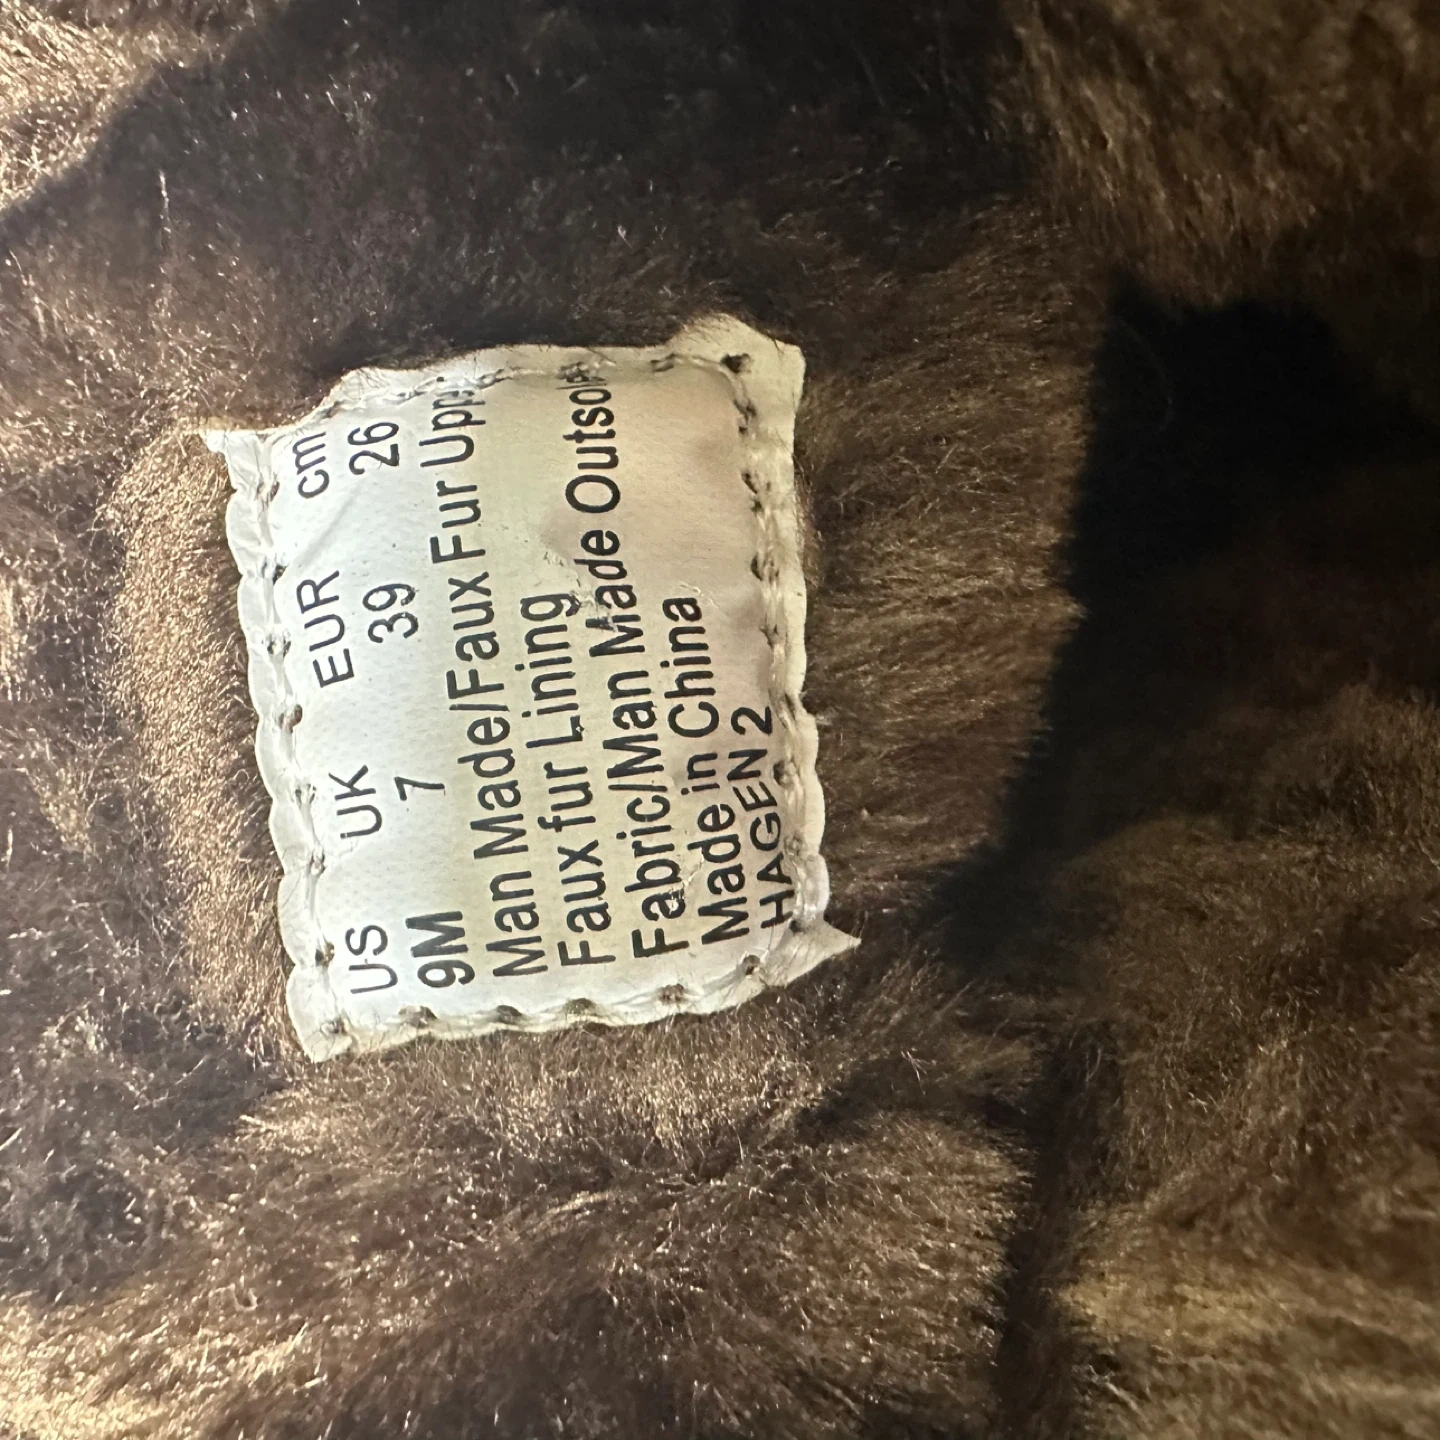 US UK EUR cm
9M 7 39 26
Man Made/Faux Fur Upper
Faux fur Lining
Fabric/Man Made Outsole
Made in China
HAGEN 2